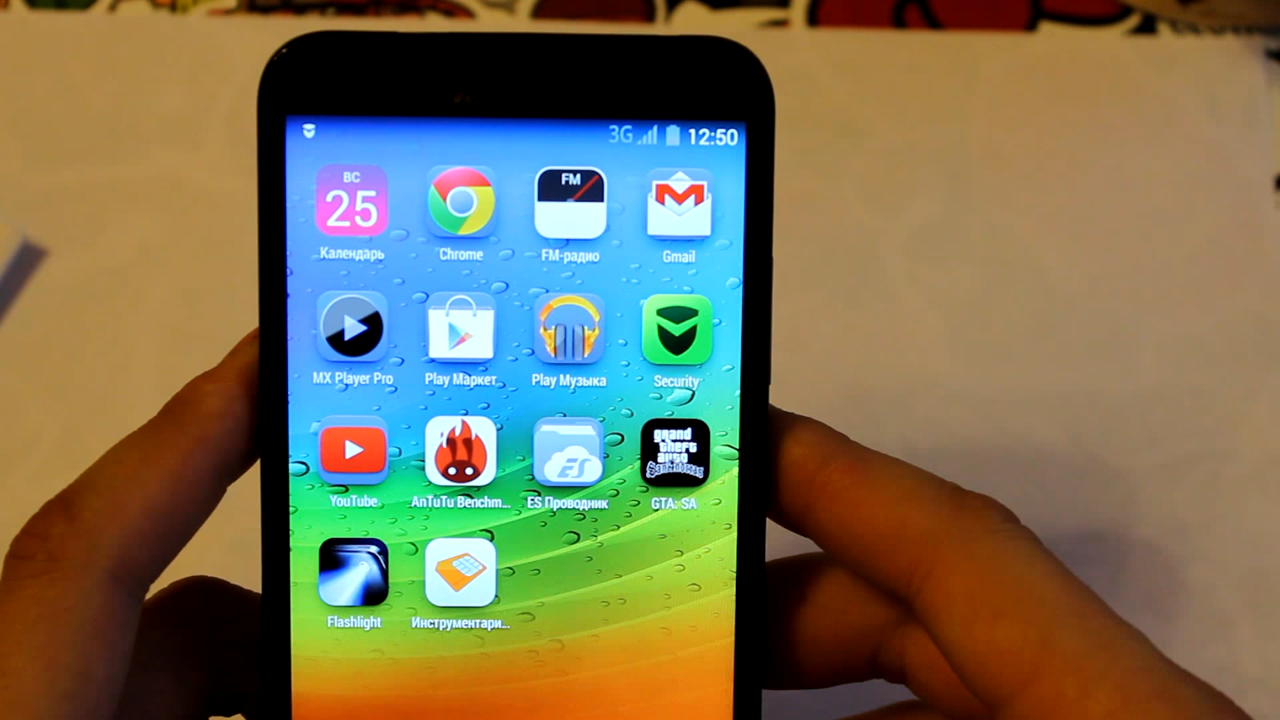 3G 12:50
ВС
25
Календарь
Chrome
FM
FM-радио
Gmail
MX Player Pro
Play Маркет
Play Музыка
Security
YouTube
AnTuTu Benchm...
ES
ES Проводник
grand
theft
auto
San Andreas
GTA: SA
Flashlight
Инструментари...